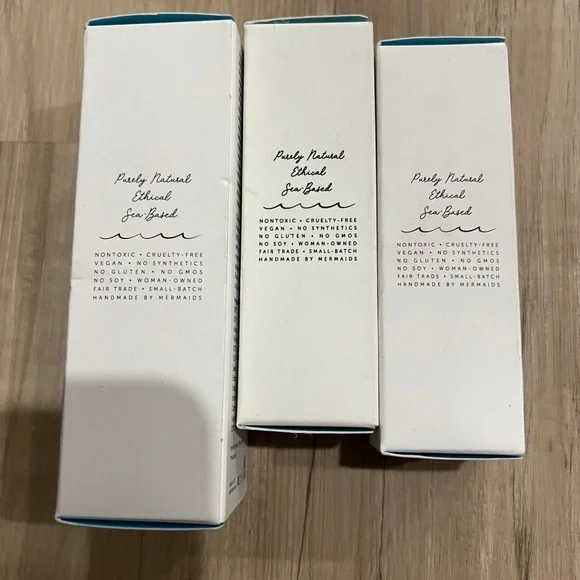 Purely Natural
Ethical
Sea-Based
NONTOXIC • CRUELTY-FREE
VEGAN • NO SYNTHETICS
NO GLUTEN • NO GMOS
NO SOY • WOMAN-OWNED
FAIR TRADE • SMALL-BATCH
HANDMADE BY MERMAIDS
Purely Natural
Ethical
Sea-Based
NONTOXIC • CRUELTY-FREE
VEGAN • NO SYNTHETICS
NO GLUTEN • NO GMOS
NO SOY • WOMAN-OWNED
FAIR TRADE • SMALL-BATCH
HANDMADE BY MERMAIDS
Purely Natural
Ethical
Sea-Based
NONTOXIC • CRUELTY-FREE
VEGAN • NO SYNTHETICS
NO GLUTEN • NO GMOS
NO SOY • WOMAN-OWNED
FAIR TRADE • SMALL-BATCH
HANDMADE BY MERMAIDS